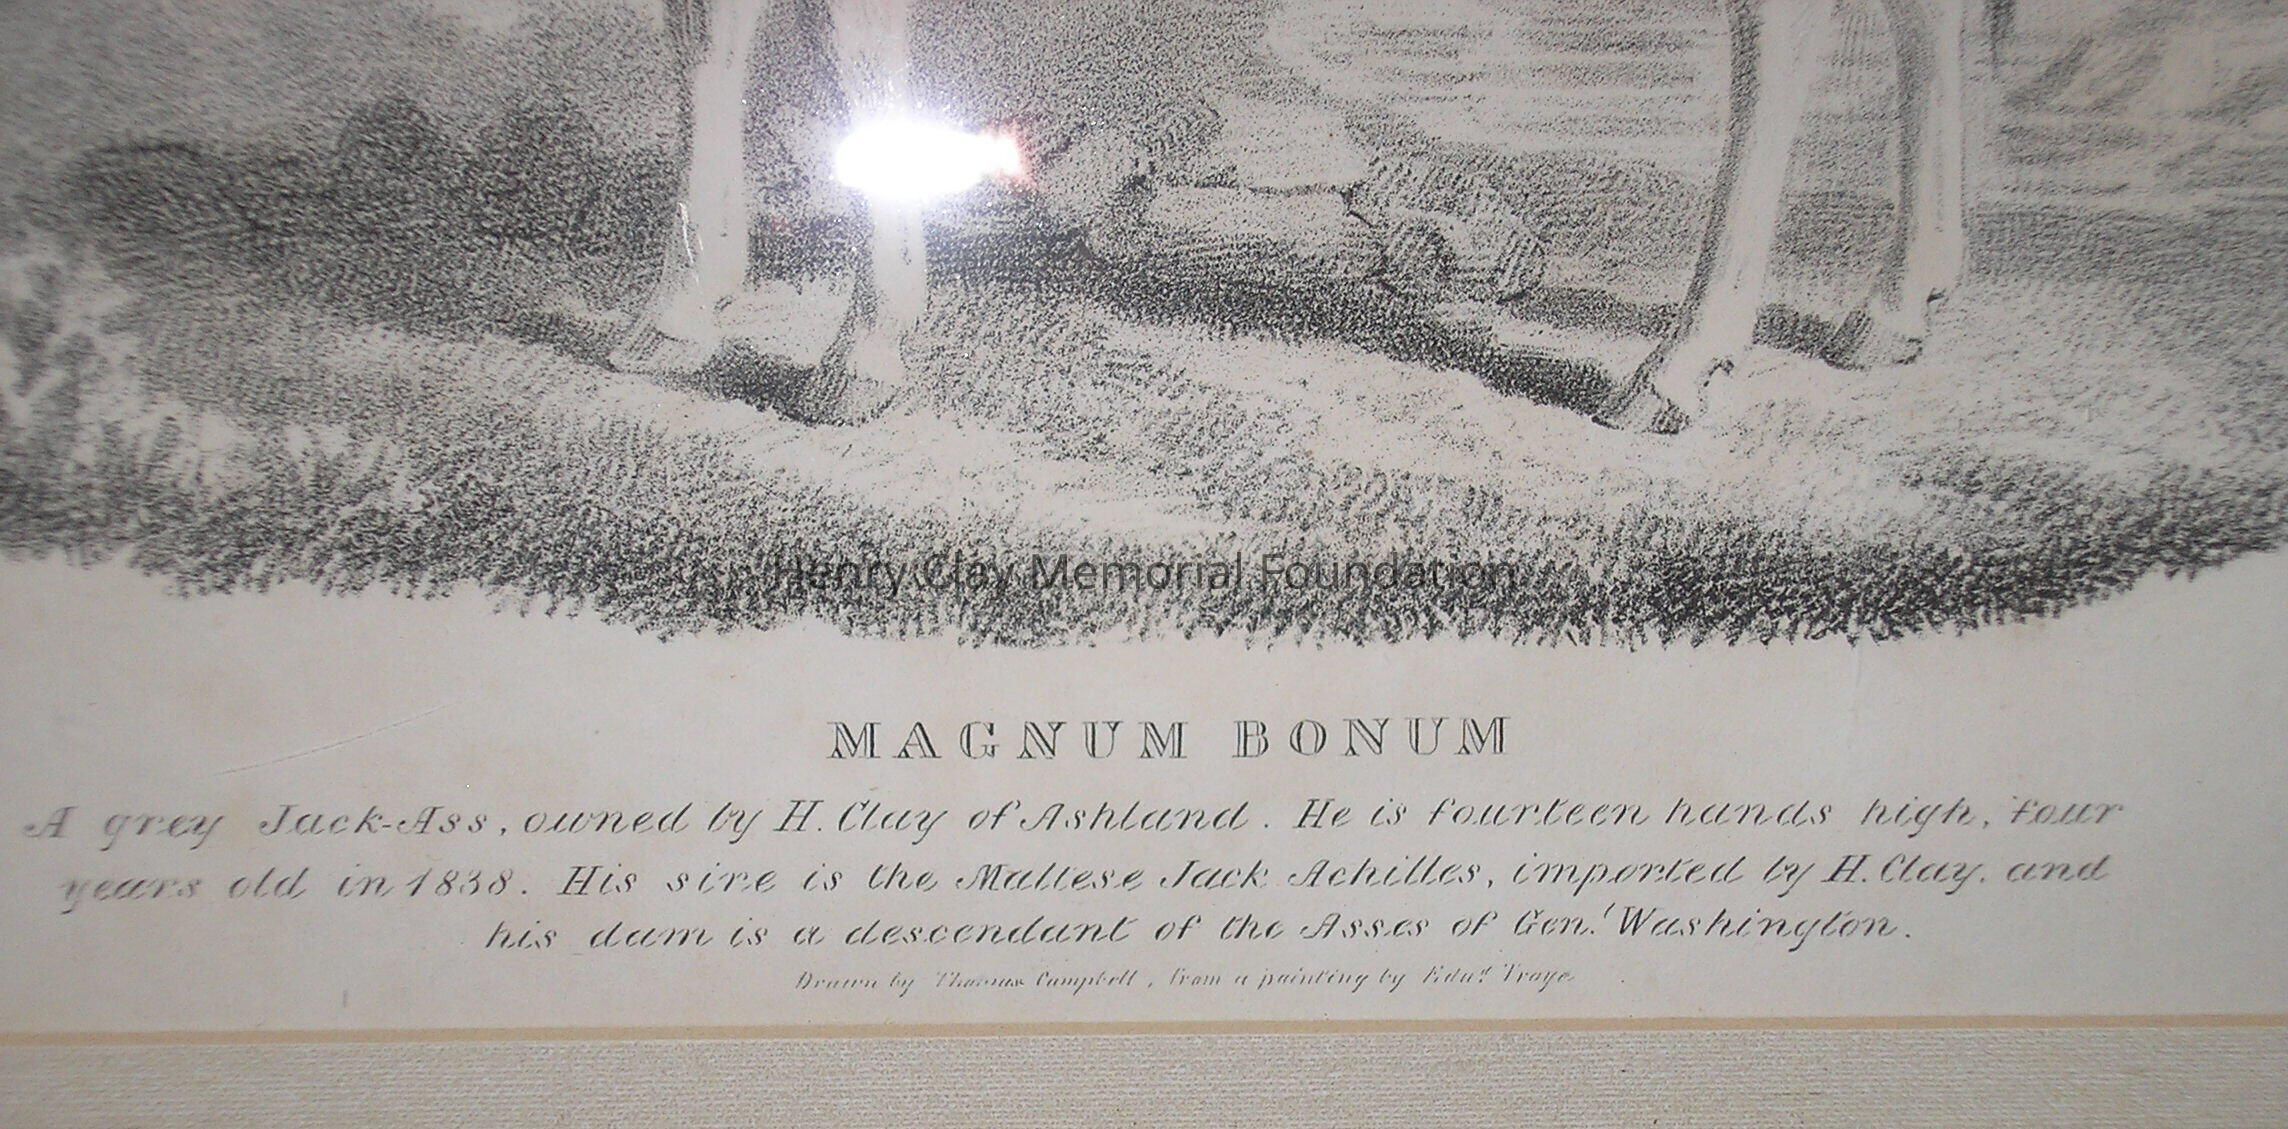 Henry Clay Memorial Foundation
MAGNUM BONUM
A grey Jack-Ass, owned by H. Clay of Ashland. He is fourteen hands high, four
years old in 1838. His sire is the Maltese Jack Achilles, imported by H. Clay. and
his dam is a descendant of the Asses of Gen.l Washington.
Drawn by Thomas Campbell, from a painting by Edwd. Troye